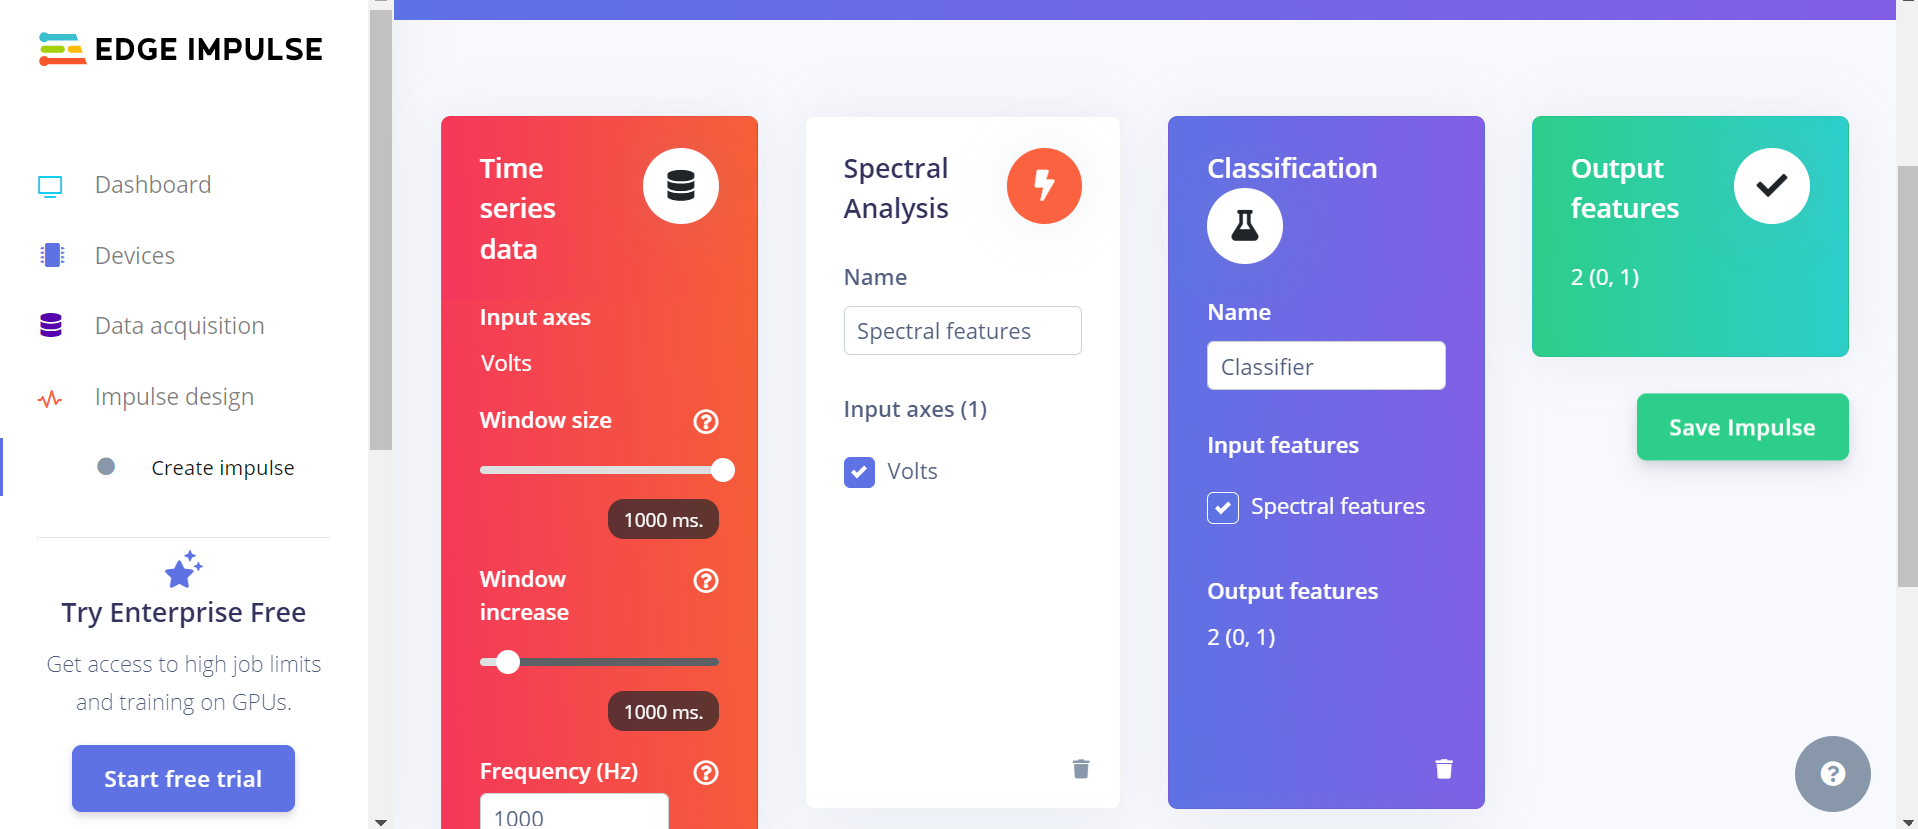 EDGE IMPULSE
Dashboard
Devices
Data acquisition
Impulse design
Create impulse
Try Enterprise Free
Get access to high job limits
and training on GPUs.
Start free trial
Time
series
data
Input axes
Volts
Window size
1000 ms.
Window
increase
1000 ms.
Frequency (Hz)
1000
Spectral
Analysis
Name
Spectral features
Input axes (1)
Volts
Classification
Name
Classifier
Input features
Spectral features
Output features
2 (0, 1)
Output
features
2 (0, 1)
Save Impulse